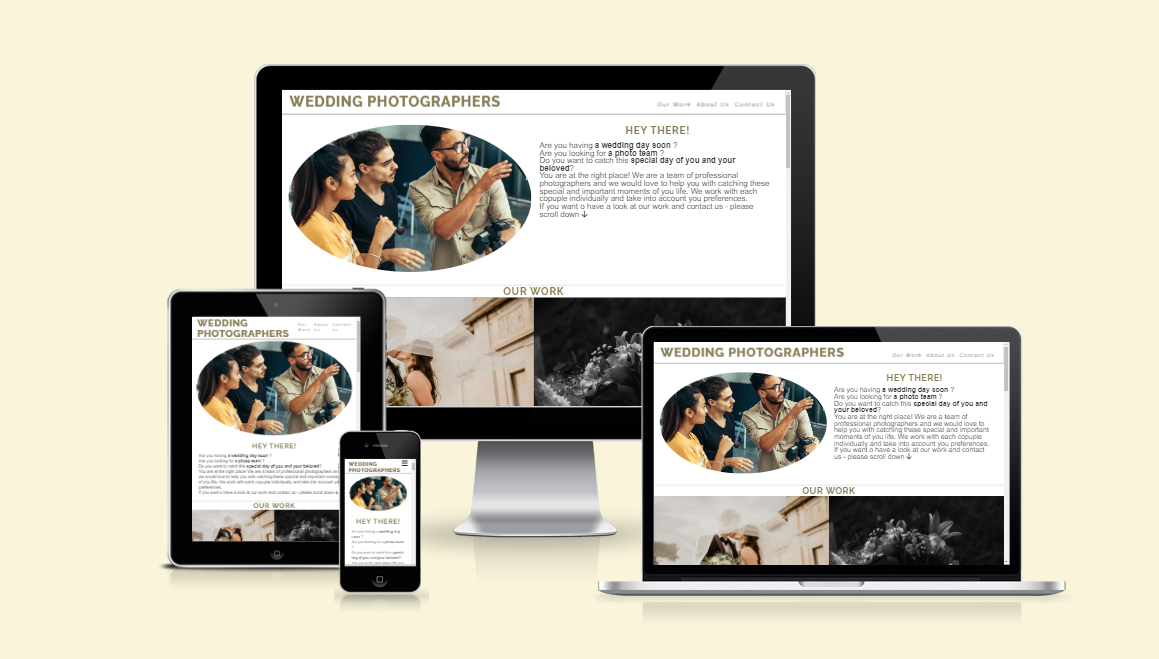 WEDDING PHOTOGRAPHERS
Our Work About Us Contact Us
HEY THERE!
Are you having a wedding day soon ?
Are you looking for a photo team ?
Do you want to catch this special day of you and your
beloved?
You are at the right place! We are a team of professional
photographers and we would love to help you with catching these
special and important moments of you life. We work with each
copuple individually and take into account you preferences.
If you want o have a look at our work and contact us - please
scroll down ↓
OUR WORK
WEDDING
PHOTOGRAPHERS
Our About Contact
Work Us Us
HEY THERE!
Are you having a wedding day soon ?
Are you looking for a photo team ?
Do you want to catch this special day of you and your beloved?
You are at the right place! We are a team of professional photographers and
we would love to help you with catching these special and important moments
of you life. We work with each copuple individually and take into account you
preferences.
If you want o have a look at our work and contact us - please scroll down ↓
OUR WORK
WEDDING
PHOTOGRAPHERS
HEY THERE!
Are you having a wedding day
soon ?
Are you looking for a photo team
?
Do you want to catch this special
day of you and your beloved?
You are at the right place! We are
WEDDING PHOTOGRAPHERS
Our Work About Us Contact Us
HEY THERE!
Are you having a wedding day soon ?
Are you looking for a photo team ?
Do you want to catch this special day of you and
your beloved?
You are at the right place! We are a team of
professional photographers and we would love to
help you with catching these special and important
moments of you life. We work with each copuple
individually and take into account you preferences.
If you want o have a look at our work and contact
us - please scroll down ↓
OUR WORK